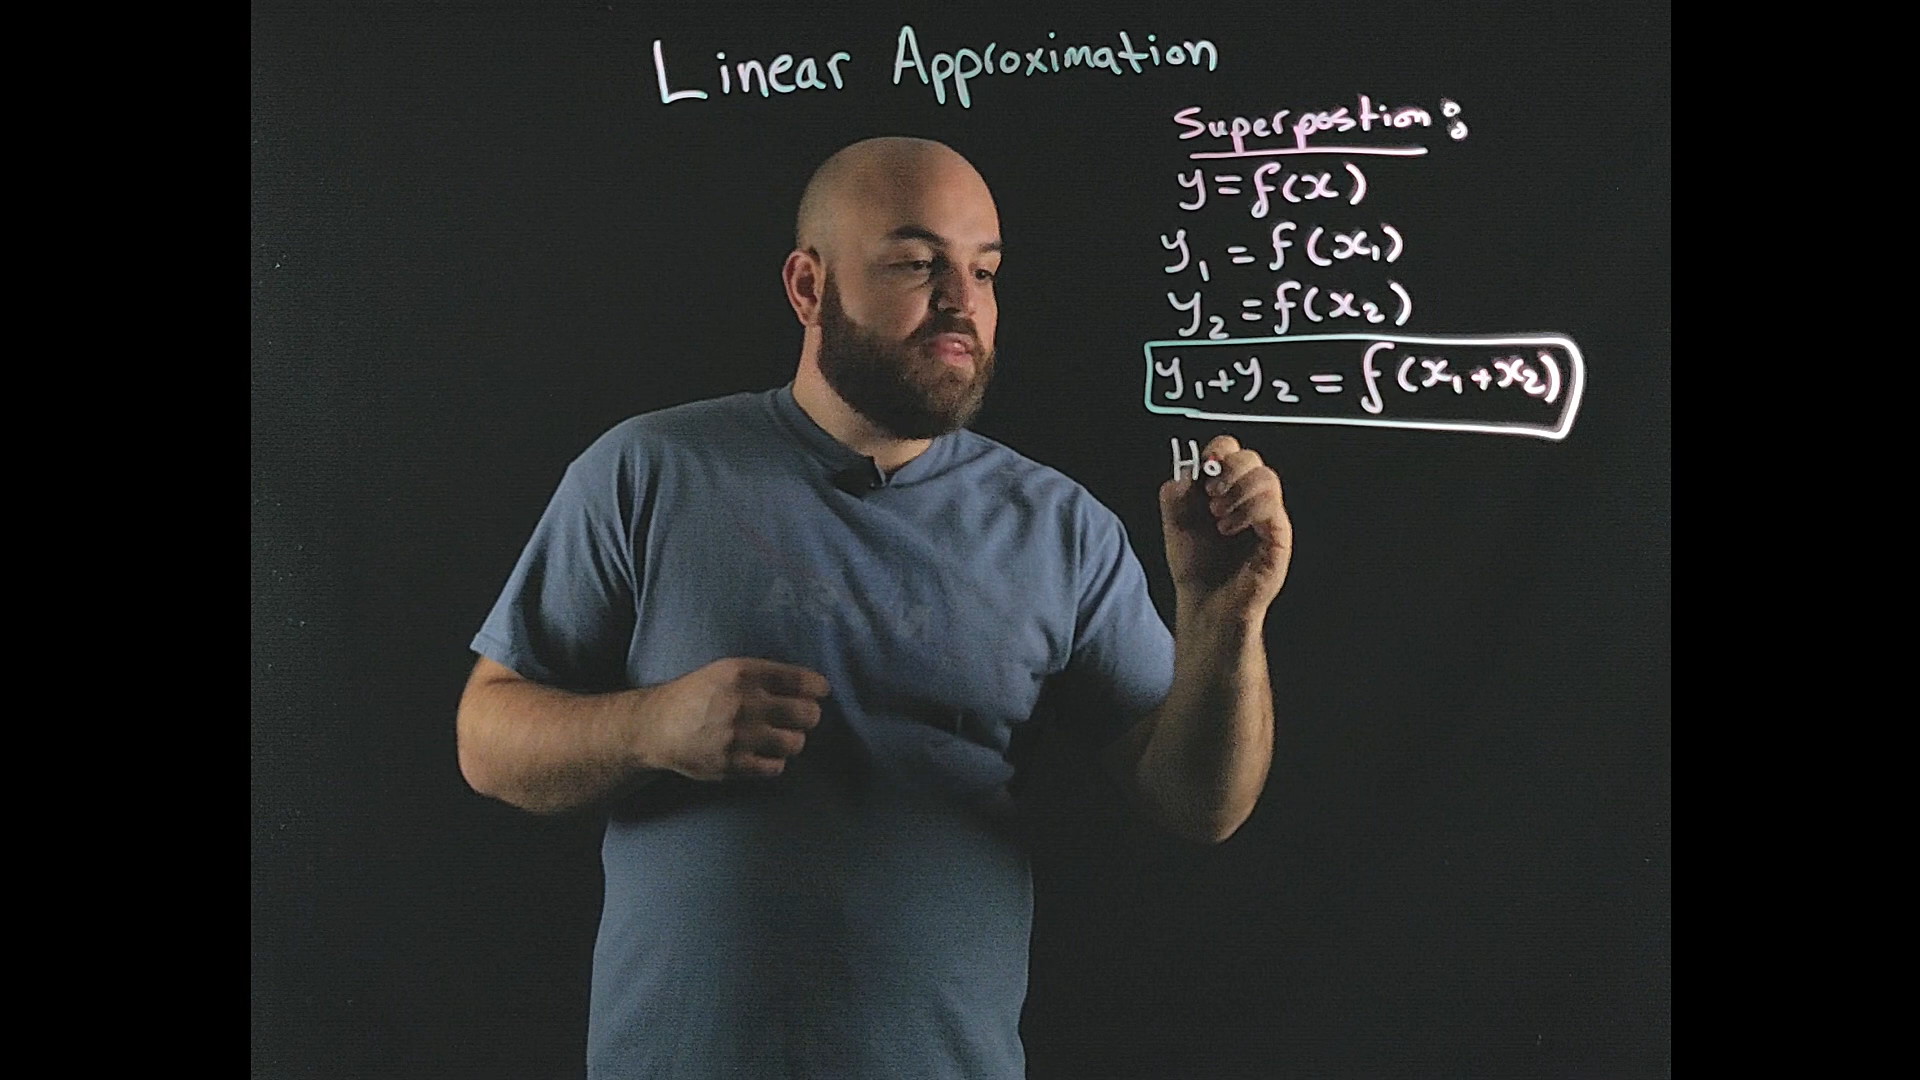 Linear Approximation
Superpostion:
y = f(x)
y₁ = f(x₁)
y₂ = f(x₂)
y₁+y₂ = f(x₁+x₂)
Ho